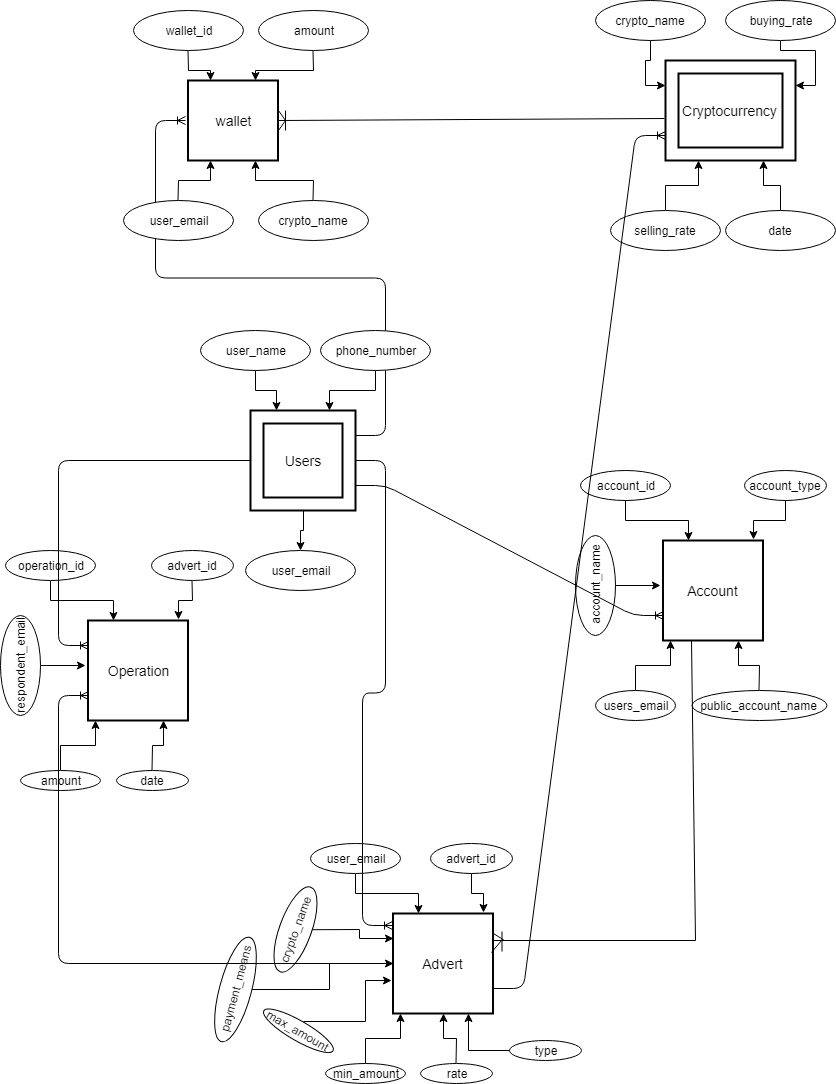 wallet_id
amount
crypto_name
buying_rate
wallet
Cryptocurrency
user_email
crypto_name
selling_rate
date
user_name
phone_number
Users
account_id
account_type
user_email
operation_id
advert_id
account_name
Account
respondent_email
Operation
users_email
public_account_name
amount
date
user_email
advert_id
crypto_name
Advert
payment_means
max_amount
min_amount
rate
type